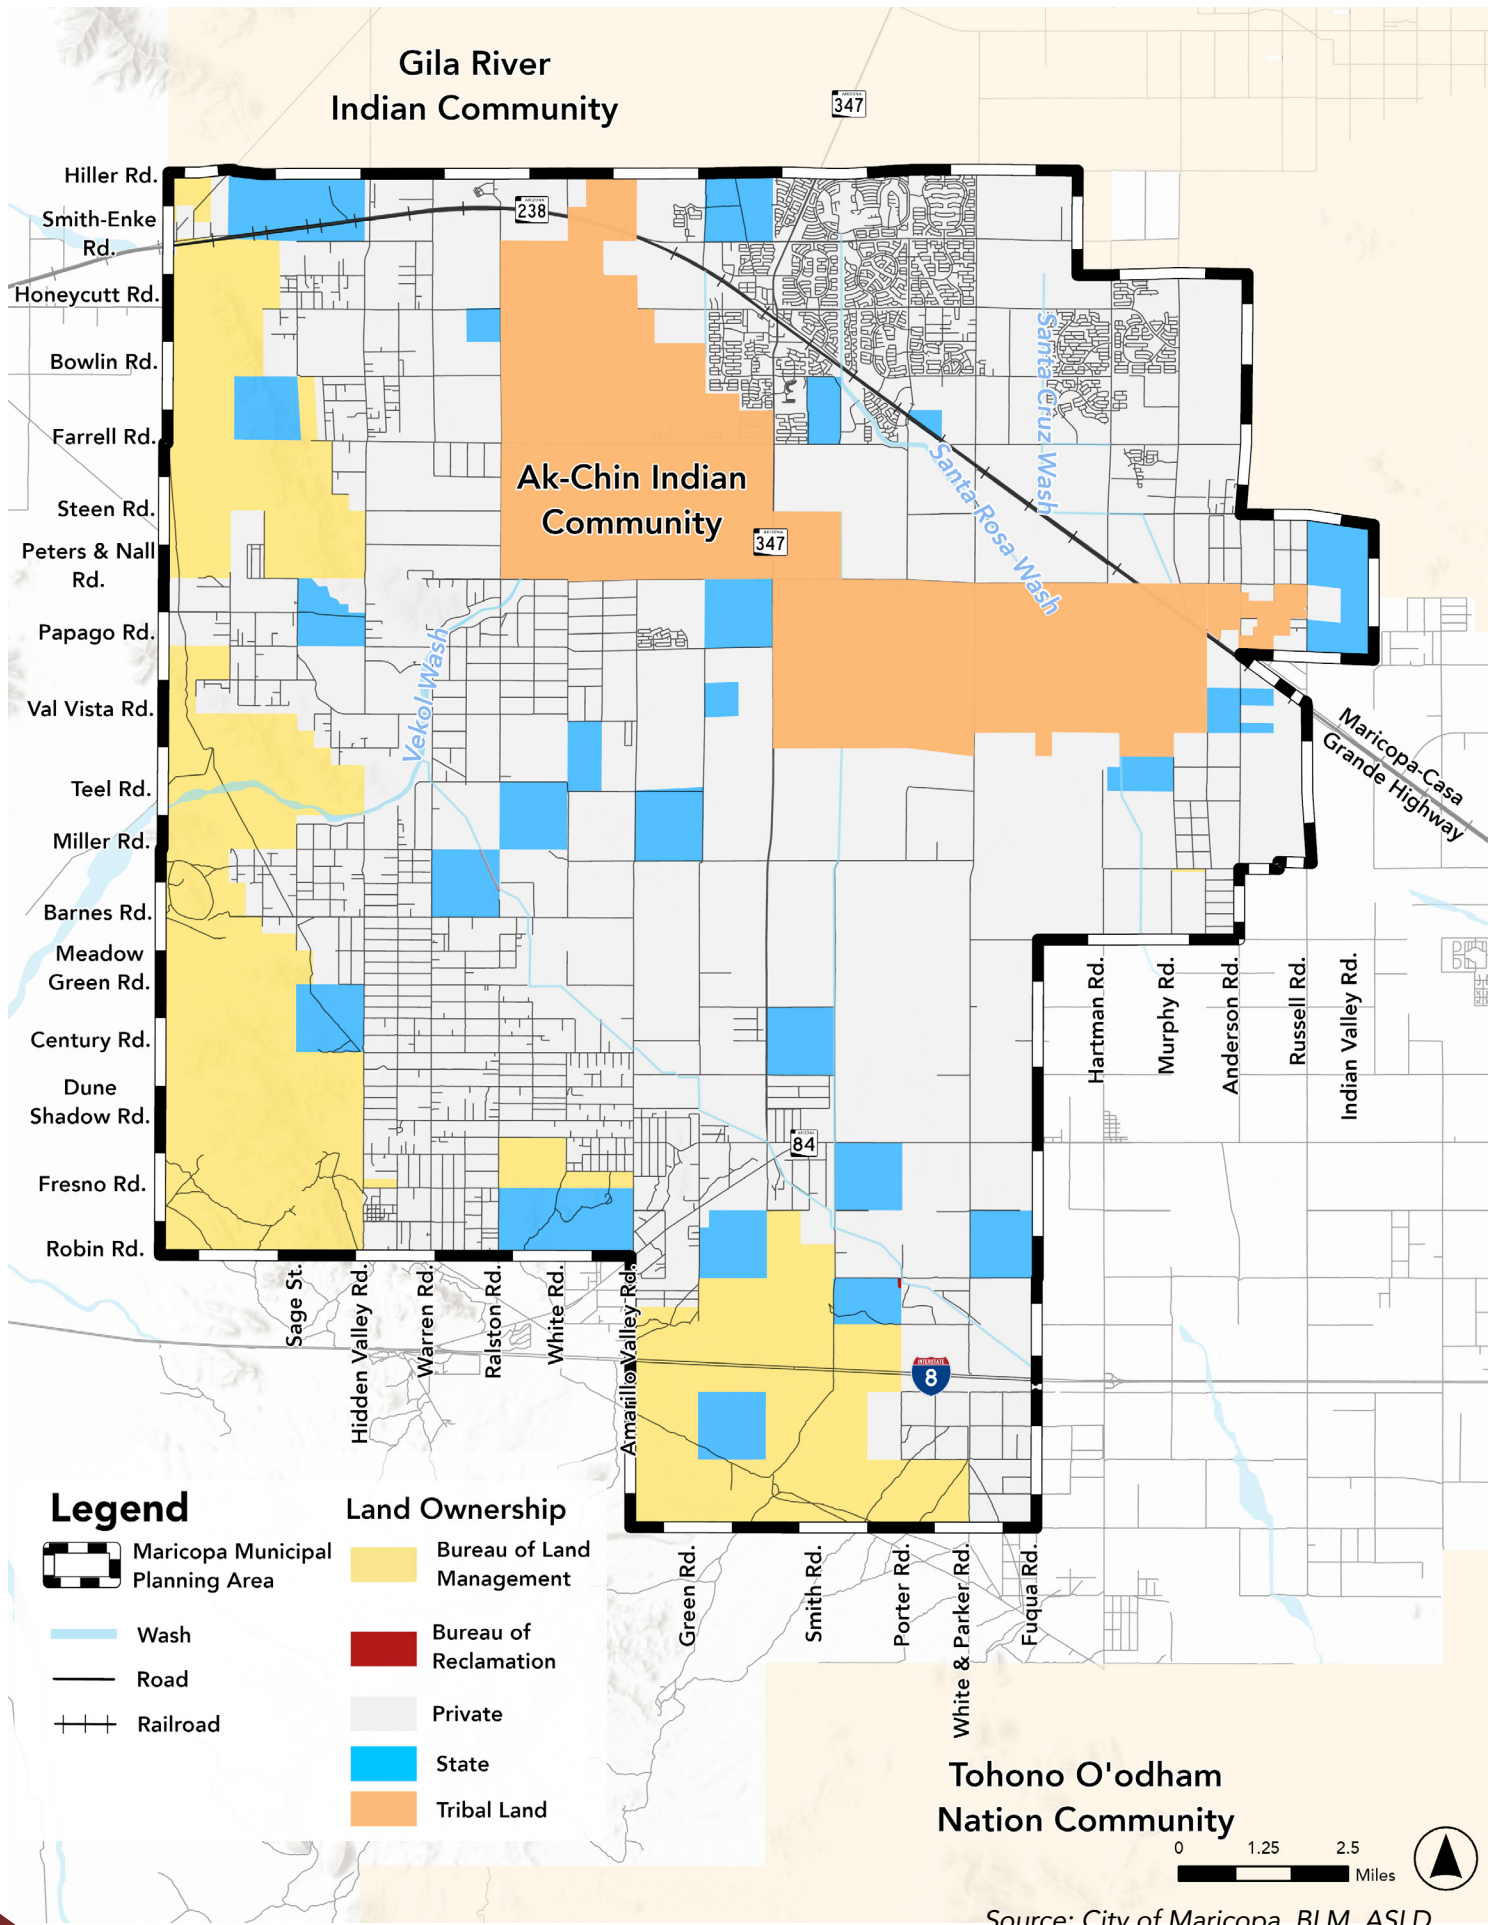 Gila River
Indian Community
ARIZONA
347
Hiller Rd.
Smith-Enke
Rd.
ARIZONA
238
Honeycutt Rd.
Bowlin Rd.
Santa Cruz Wash
Farrell Rd.
Santa Rosa Wash
Ak-Chin Indian
Community
Steen Rd.
ARIZONA
347
Peters & Nall
Rd.
Papago Rd.
Vekol Wash
Val Vista Rd.
Maricopa-Casa
Grande Highway
Teel Rd.
Miller Rd.
Barnes Rd.
Meadow
Green Rd.
Century Rd.
Hartman Rd.
Murphy Rd.
Anderson Rd.
Russell Rd.
Indian Valley Rd.
Dune
Shadow Rd.
ARIZONA
84
Fresno Rd.
Robin Rd.
Sage St.
Hidden Valley Rd.
Warren Rd.
Ralston Rd.
White Rd.
Amarillo Valley Rd.
INTERSTATE
8
Green Rd.
Smith Rd.
Porter Rd.
White & Parker Rd.
Fuqua Rd.
Legend
Maricopa Municipal
Planning Area
Wash
Road
Railroad
Land Ownership
Bureau of Land
Management
Bureau of
Reclamation
Private
State
Tribal Land
Tohono O'odham
Nation Community
0 1.25 2.5
Miles
Source: City of Maricopa, BLM, ASLD